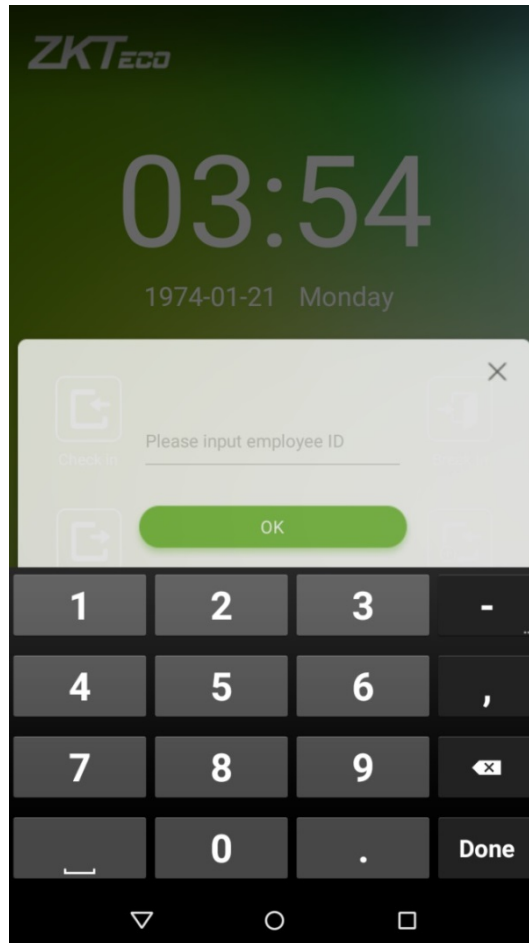 ZKTECO
03:54
1974-01-21 Monday
Please input employee ID
Check In
OK
1 2 3 -
4 5 6 ,
7 8 9
0 . Done